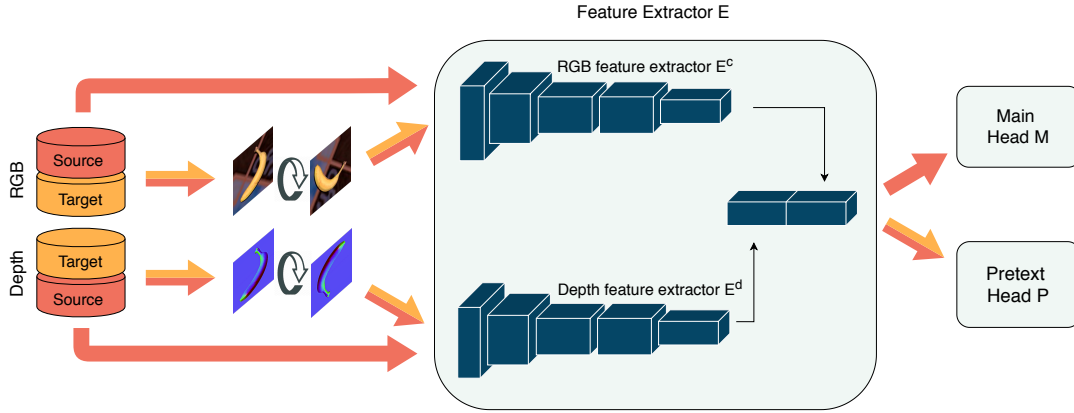 Feature Extractor E
RGB feature extractor E^c
Main
Head M
RGB
Source
Target
Depth
Target
Source
Depth feature extractor E^d
Pretext
Head P